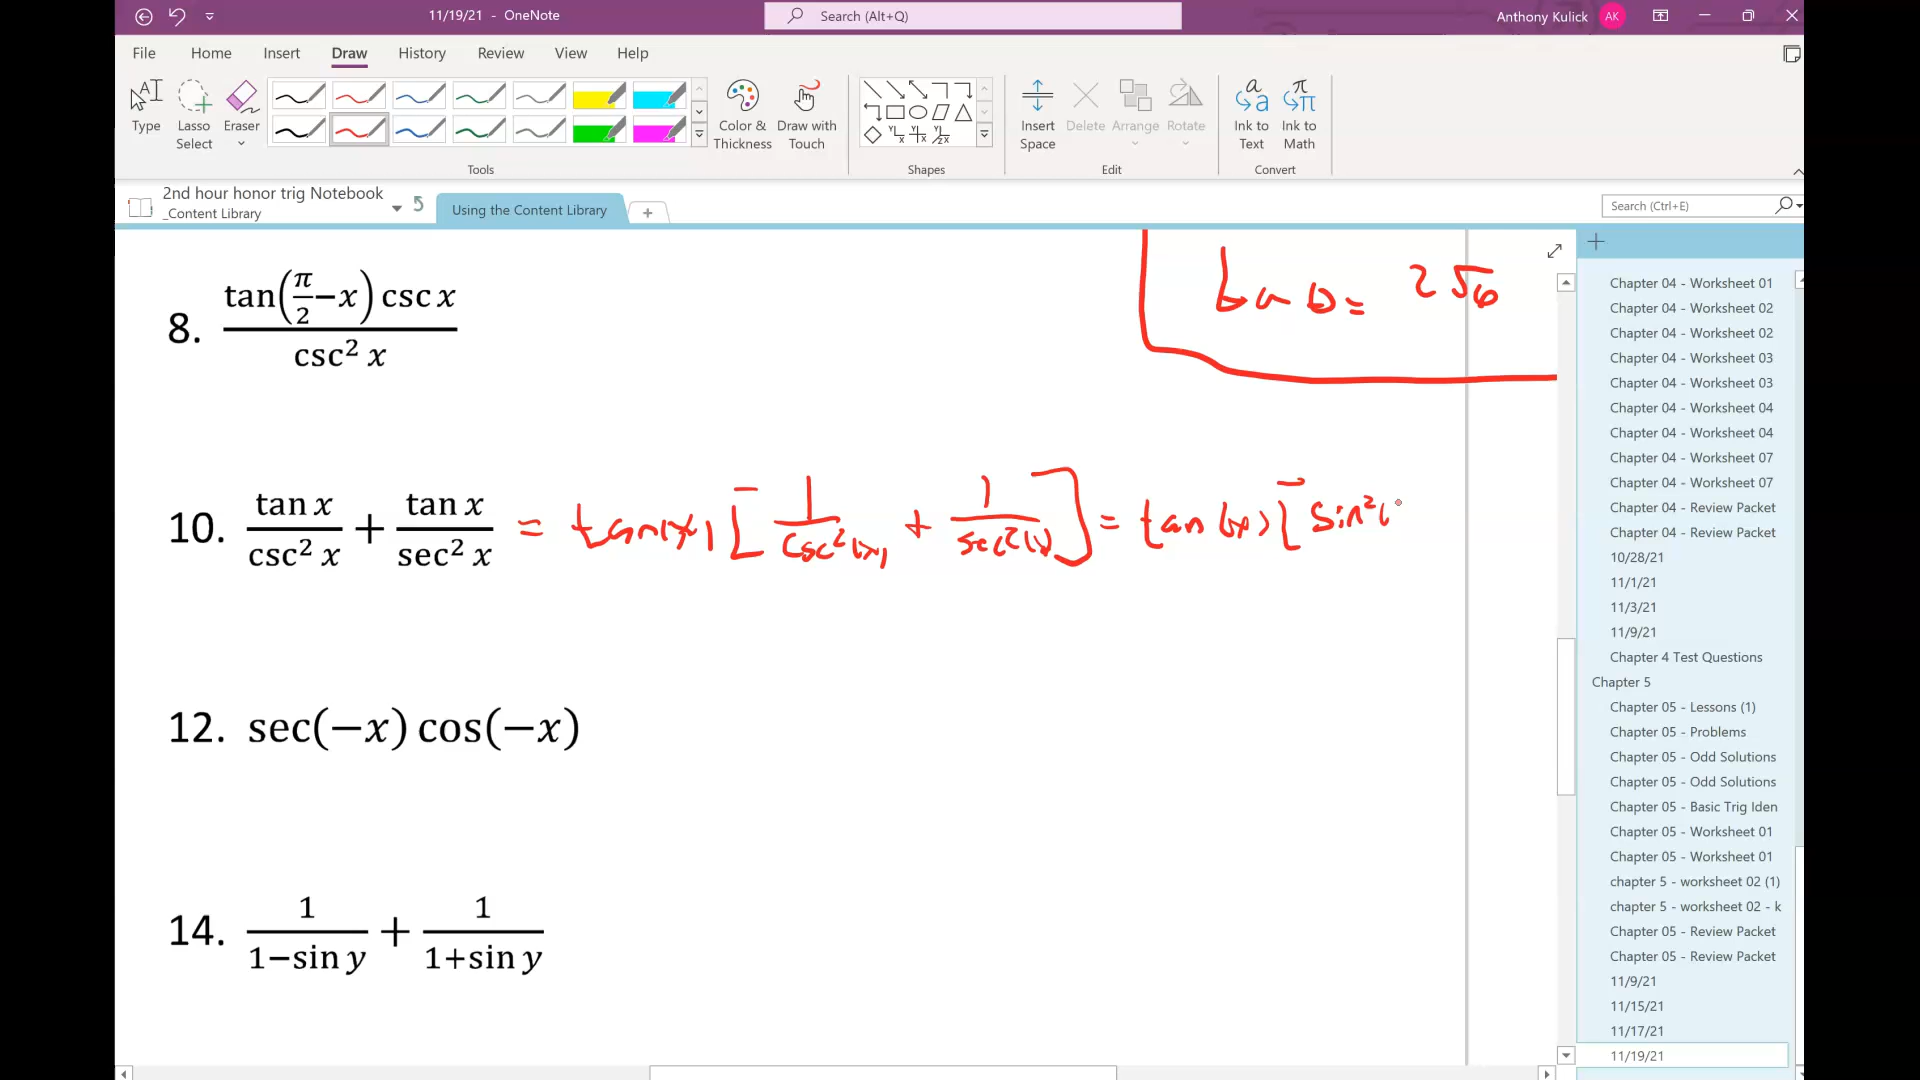 11/19/21 - OneNote
Search (Alt+Q)
Anthony Kulick AK
File Home Insert Draw History Review View Help
Type
Lasso Select
Eraser
Color & Thickness
Draw with Touch
Insert Space
Delete
Arrange
Rotate
Ink to Text
Ink to Math
Tools Shapes Edit Convert
2nd hour honor trig Notebook
_Content Library
Using the Content Library
Search (Ctrl+E)
8. tan(π/2−x) csc x / csc² x
tan θ = 2√6
10. tan x / csc² x + tan x / sec² x = tan(x) [ 1 / csc²(x) + 1 / sec²(x) ] = tan(x) [ sin²(
12. sec(−x) cos(−x)
14. 1 / 1−sin y + 1 / 1+sin y
Chapter 04 - Worksheet 01
Chapter 04 - Worksheet 02
Chapter 04 - Worksheet 02
Chapter 04 - Worksheet 03
Chapter 04 - Worksheet 03
Chapter 04 - Worksheet 04
Chapter 04 - Worksheet 04
Chapter 04 - Worksheet 07
Chapter 04 - Worksheet 07
Chapter 04 - Review Packet
Chapter 04 - Review Packet
10/28/21
11/1/21
11/3/21
11/9/21
Chapter 4 Test Questions
Chapter 5
Chapter 05 - Lessons (1)
Chapter 05 - Problems
Chapter 05 - Odd Solutions
Chapter 05 - Odd Solutions
Chapter 05 - Basic Trig Iden
Chapter 05 - Worksheet 01
Chapter 05 - Worksheet 01
chapter 5 - worksheet 02 (1)
chapter 5 - worksheet 02 - k
Chapter 05 - Review Packet
Chapter 05 - Review Packet
11/9/21
11/15/21
11/17/21
11/19/21